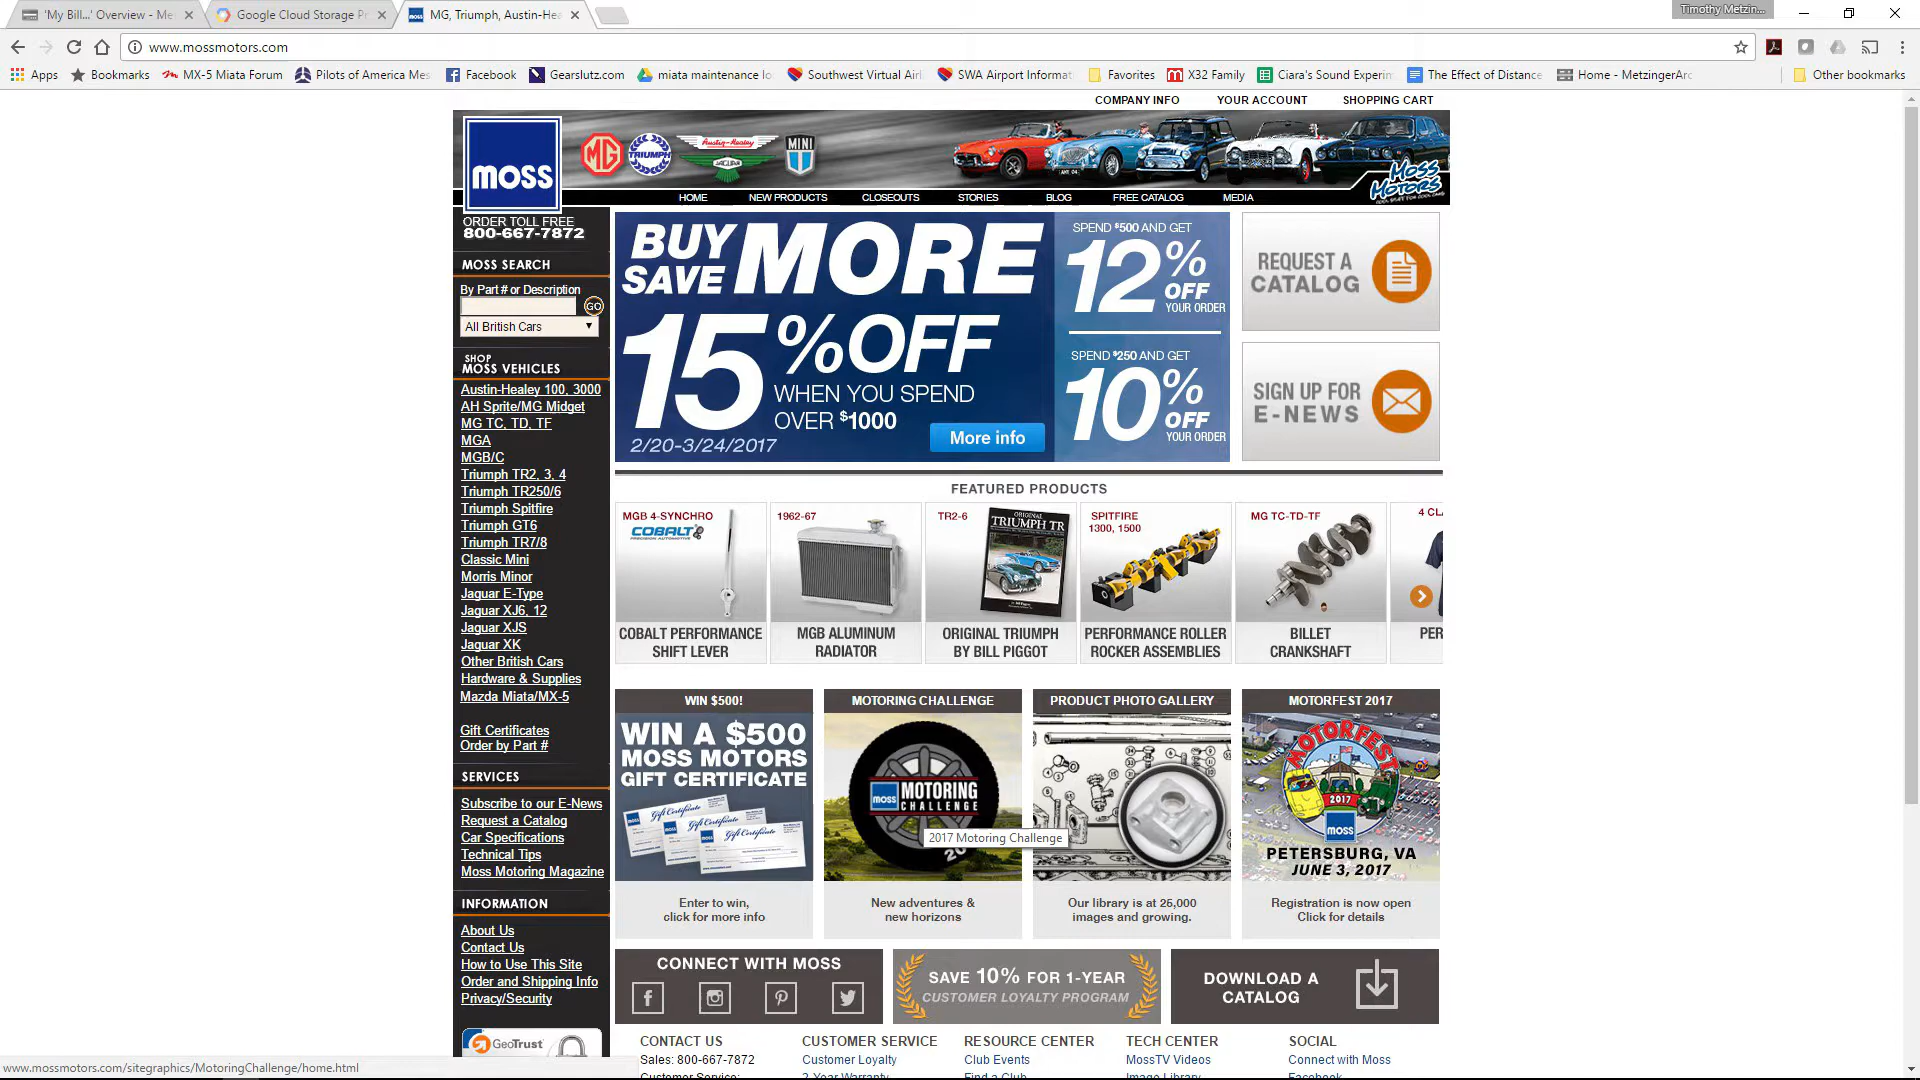 'My Bill...' Overview - Me
Google Cloud Storage Pr
MG, Triumph, Austin-Hea
Timothy Metzin...
www.mossmotors.com
Apps
Bookmarks
MX-5 Miata Forum
Pilots of America Mes
Facebook
Gearslutz.com
miata maintenance lo
Southwest Virtual Airl
SWA Airport Informat
Favorites
X32 Family
Ciara's Sound Experim
The Effect of Distance
Home - MetzingerArc
Other bookmarks
COMPANY INFO
YOUR ACCOUNT
SHOPPING CART
moss
MG
TRIUMPH
Austin-Healey
JAGUAR
MINI
MOSS
MOTORS
HOME
NEW PRODUCTS
CLOSEOUTS
STORIES
BLOG
FREE CATALOG
MEDIA
ORDER TOLL FREE
800-667-7872
MOSS SEARCH
By Part # or Description
GO
All British Cars
SHOP
MOSS VEHICLES
Austin-Healey 100, 3000
AH Sprite/MG Midget
MG TC, TD, TF
MGA
MGB/C
Triumph TR2, 3, 4
Triumph TR250/6
Triumph Spitfire
Triumph GT6
Triumph TR7/8
Classic Mini
Morris Minor
Jaguar E-Type
Jaguar XJ6, 12
Jaguar XJS
Jaguar XK
Other British Cars
Hardware & Supplies
Mazda Miata/MX-5
Gift Certificates
Order by Part #
SERVICES
Subscribe to our E-News
Request a Catalog
Car Specifications
Technical Tips
Moss Motoring Magazine
INFORMATION
About Us
Contact Us
How to Use This Site
Order and Shipping Info
Privacy/Security
GeoTrust
BUY MORE
SAVE
15%OFF
WHEN YOU SPEND
OVER $1000
2/20-3/24/2017
More info
SPEND $500 AND GET
12%
OFF
YOUR ORDER
SPEND $250 AND GET
10%
OFF
YOUR ORDER
REQUEST A
CATALOG
SIGN UP FOR
E-NEWS
FEATURED PRODUCTS
MGB 4-SYNCHRO
COBALT
COBALT PERFORMANCE
SHIFT LEVER
1962-67
MGB ALUMINUM
RADIATOR
TR2-6
ORIGINAL
TRIUMPH TR
ORIGINAL TRIUMPH
BY BILL PIGGOT
SPITFIRE
1300, 1500
PERFORMANCE ROLLER
ROCKER ASSEMBLIES
MG TC-TD-TF
BILLET
CRANKSHAFT
4 CL
PER
WIN $500!
WIN A $500
MOSS MOTORS
GIFT CERTIFICATE
Gift Certificate
Gift Certificate
Gift Certificate
Enter to win,
click for more info
MOTORING CHALLENGE
moss MOTORING
CHALLENGE
20
2017 Motoring Challenge
New adventures &
new horizons
PRODUCT PHOTO GALLERY
Our library is at 26,000
images and growing.
MOTORFEST 2017
MOTORFEST
2017
MOSS
PETERSBURG, VA
JUNE 3, 2017
Registration is now open
Click for details
CONNECT WITH MOSS
SAVE 10% FOR 1-YEAR
CUSTOMER LOYALTY PROGRAM
DOWNLOAD A
CATALOG
CONTACT US
Sales: 800-667-7872
Customer Service:
CUSTOMER SERVICE
Customer Loyalty
2-Year Warranty
RESOURCE CENTER
Club Events
Find a Club
TECH CENTER
MossTV Videos
Image Library
SOCIAL
Connect with Moss
Facebook
www.mossmotors.com/sitegraphics/MotoringChallenge/home.html